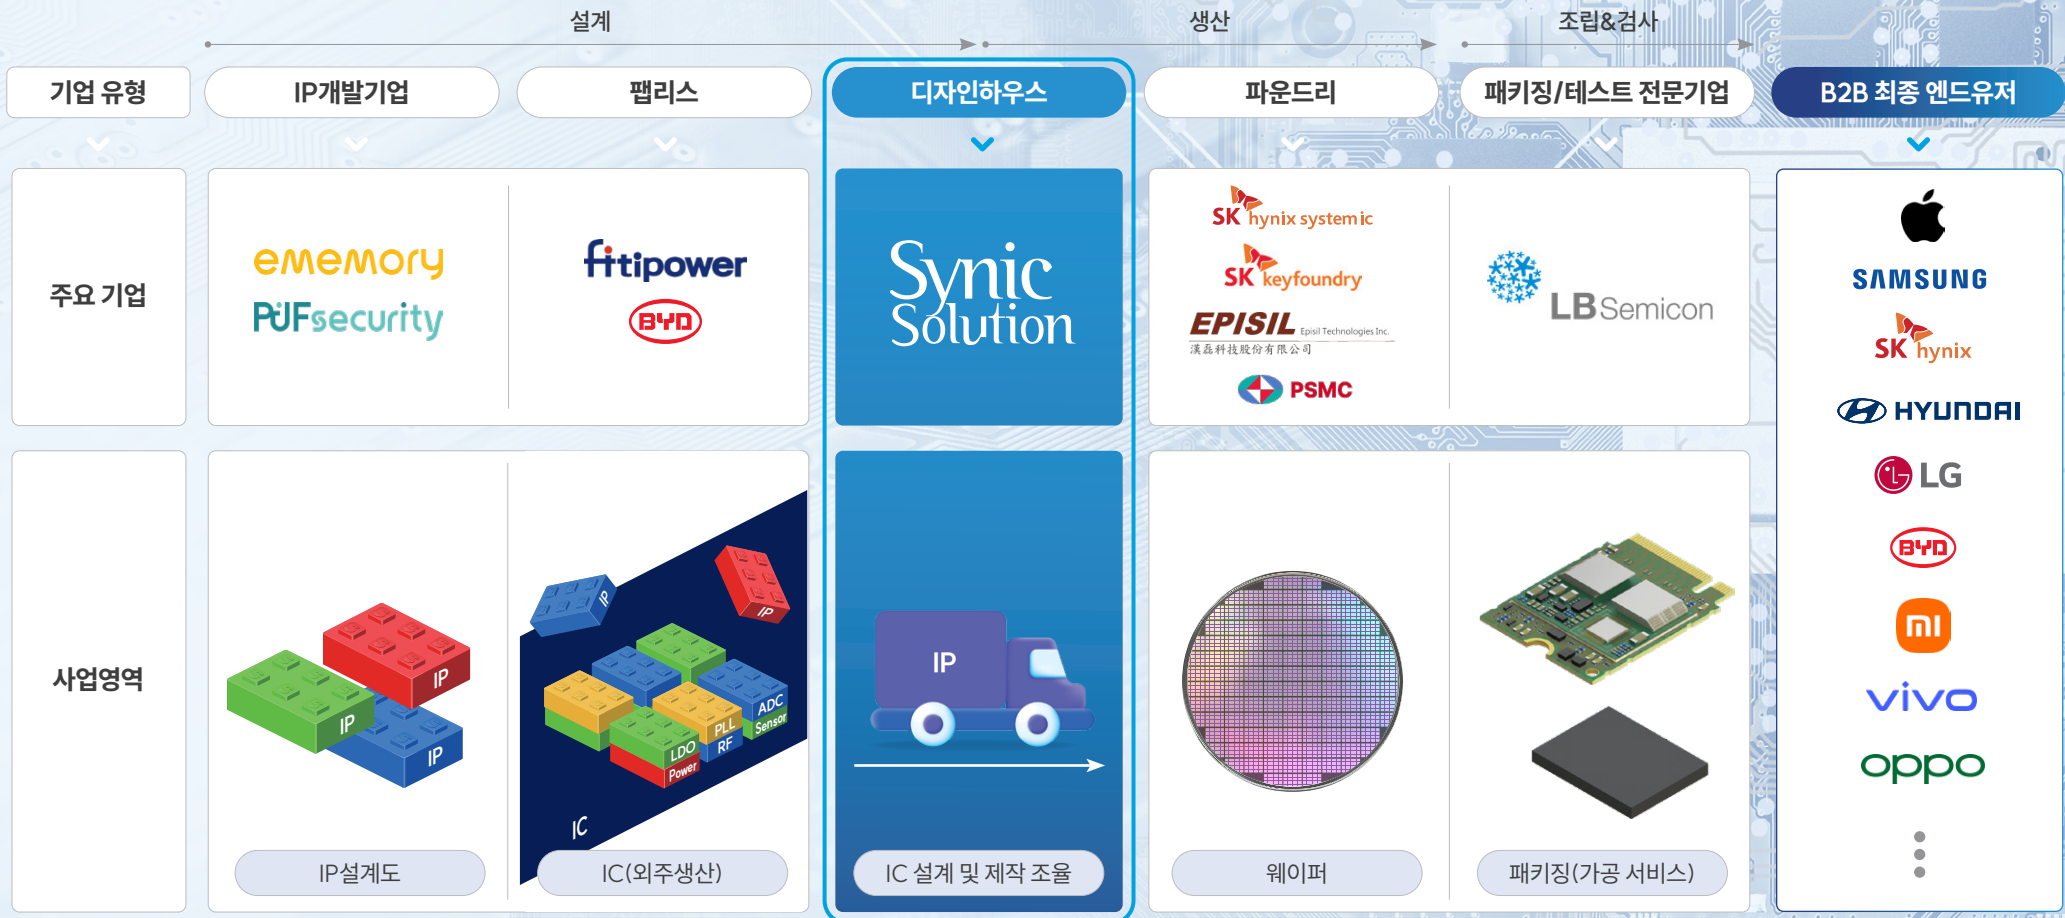 설계
생산
조립&검사
기업 유형
IP개발기업
팹리스
디자인하우스
파운드리
패키징/테스트 전문기업
B2B 최종 엔드유저
주요 기업
ememory
PUFsecurity
fitipower
BYD
Synic
Solution
SK hynix system ic
SK keyfoundry
EPISIL Episil Technologies Inc.
漢磊科技股份有限公司
PSMC
LB Semicon
SAMSUNG
SK hynix
HYUNDAI
LG
BYD
mi
vivo
oppo
사업영역
IP
IP
IP
IP
IP
ADC
Sensor
PLL
RF
LDO
Power
IC
IP
IP설계도
IC(외주생산)
IC 설계 및 제작 조율
웨이퍼
패키징(가공 서비스)